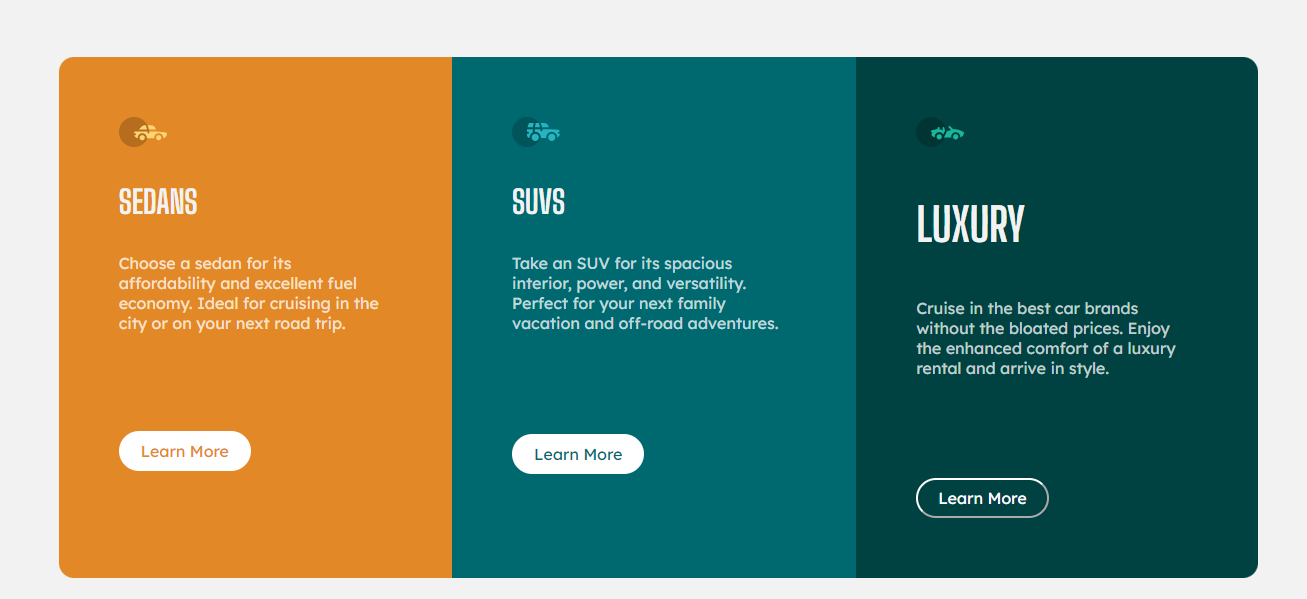 SEDANS
Choose a sedan for its
affordability and excellent fuel
economy. Ideal for cruising in the
city or on your next road trip.
Learn More
SUVS
Take an SUV for its spacious
interior, power, and versatility.
Perfect for your next family
vacation and off-road adventures.
Learn More
LUXURY
Cruise in the best car brands
without the bloated prices. Enjoy
the enhanced comfort of a luxury
rental and arrive in style.
Learn More